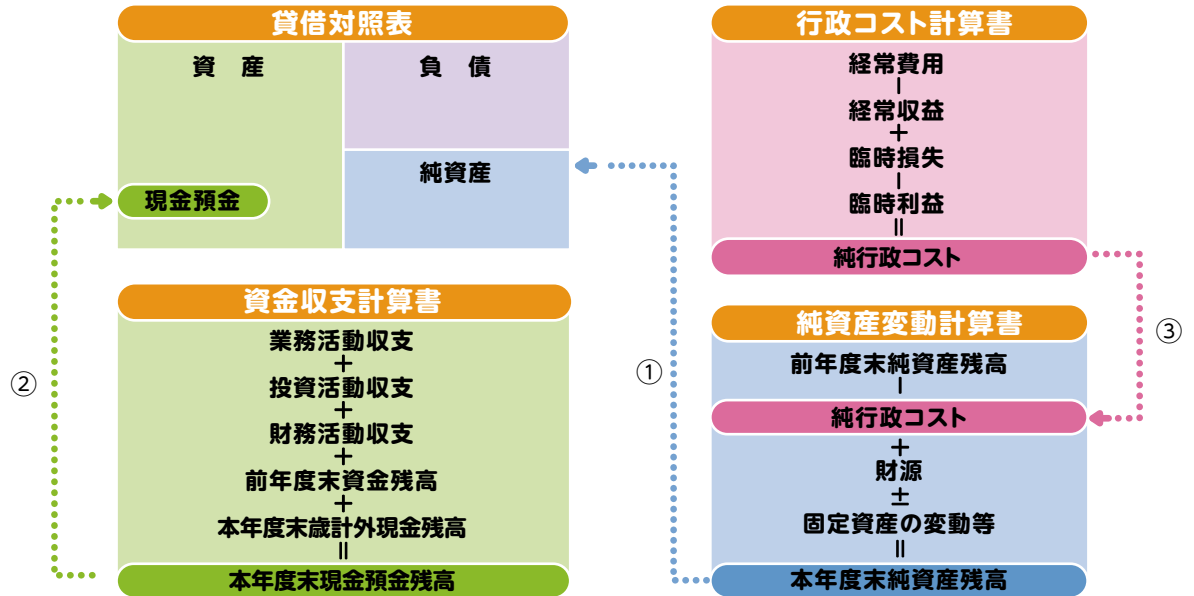 貸借対照表
資　産
負　債
純資産
現金預金
資金収支計算書
業務活動収支
＋
投資活動収支
＋
財務活動収支
＋
前年度末資金残高
＋
本年度末歳計外現金残高
＝
本年度末現金預金残高
②
①
行政コスト計算書
経常費用
－
経常収益
＋
臨時損失
－
臨時利益
＝
純行政コスト
純資産変動計算書
前年度末純資産残高
－
純行政コスト
＋
財源
±
固定資産の変動等
＝
本年度末純資産残高
③